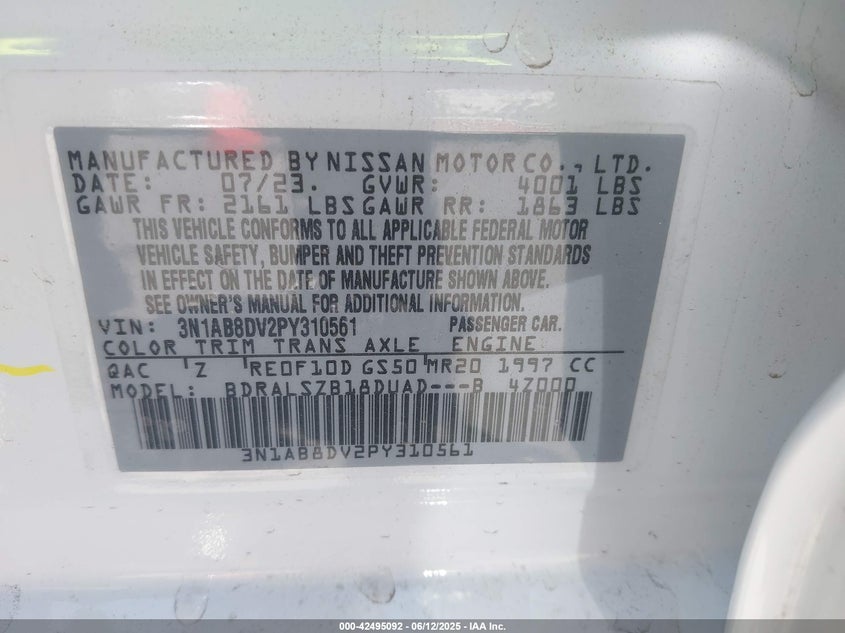 MANUFACTURED BY NISSAN MOTOR CO., LTD.
DATE: 07/23. GVWR: 4001 LBS
GAWR FR: 2161 LBS GAWR RR: 1863 LBS
THIS VEHICLE CONFORMS TO ALL APPLICABLE FEDERAL MOTOR
VEHICLE SAFETY, BUMPER AND THEFT PREVENTION STANDARDS
IN EFFECT ON THE DATE OF MANUFACTURE SHOWN ABOVE.
SEE OWNER'S MANUAL FOR ADDITIONAL INFORMATION.
VIN: 3N1AB8DV2PY310561 PASSENGER CAR.
COLOR TRIM TRANS AXLE ENGINE
QAC Z RE0F10D GS50 MR20 1997 CC
MODEL: BDRALSZB18DUAD---B 4Z000
3N1AB8DV2PY310561
000-42495092 - 06/12/2025 - IAA Inc.